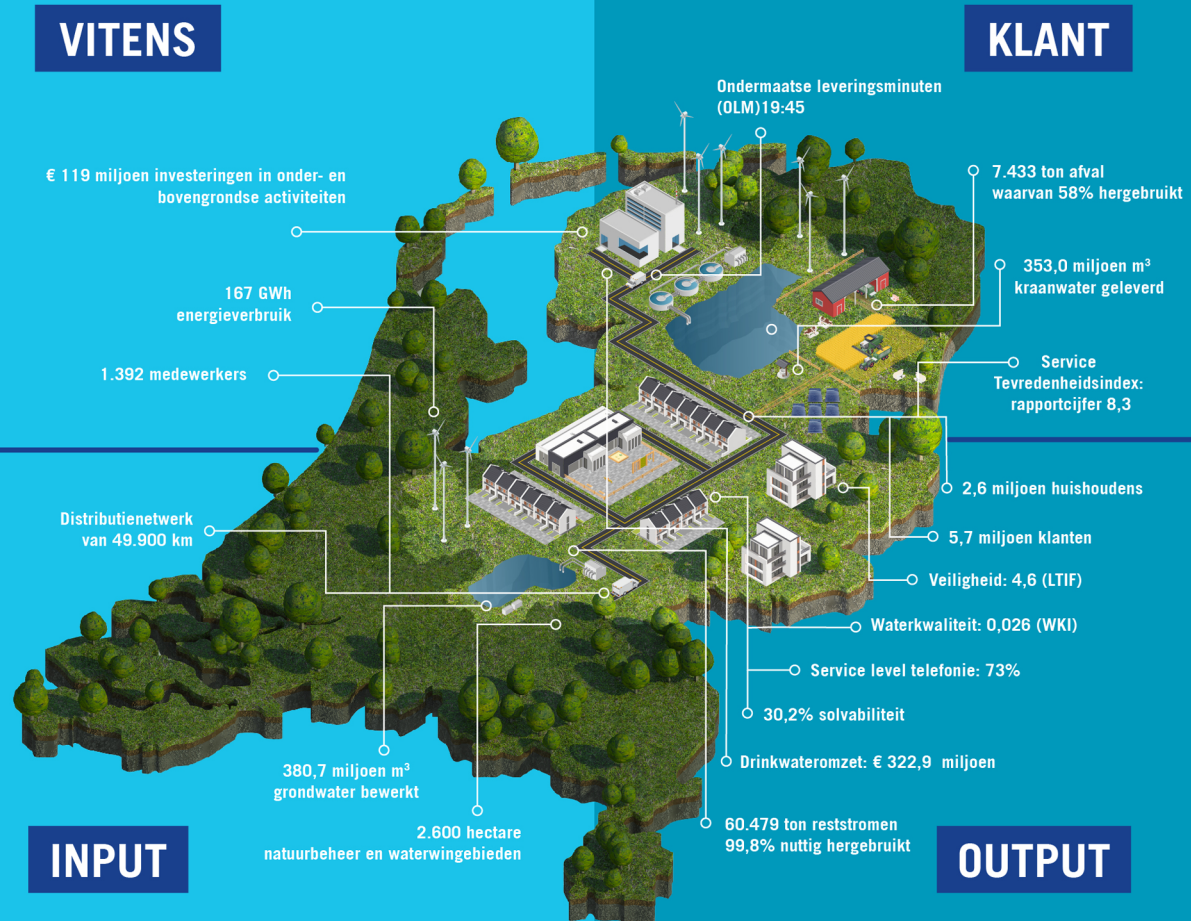 VITENS
KLANT
Ondermaatse leveringsminuten
(OLM)19:45
€ 119 miljoen investeringen in onder- en
bovengrondse activiteiten
7.433 ton afval
waarvan 58% hergebruikt
353,0 miljoen m³
kraanwater geleverd
167 GWh
energieverbruik
1.392 medewerkers
Service
Tevredenheidsindex:
rapportcijfer 8,3
2,6 miljoen huishoudens
Distributienetwerk
van 49.900 km
5,7 miljoen klanten
Veiligheid: 4,6 (LTIF)
Waterkwaliteit: 0,026 (WKI)
Service level telefonie: 73%
30,2% solvabiliteit
Drinkwateromzet: € 322,9 miljoen
380,7 miljoen m³
grondwater bewerkt
2.600 hectare
natuurbeheer en waterwingebieden
60.479 ton reststromen
99,8% nuttig hergebruikt
INPUT
OUTPUT